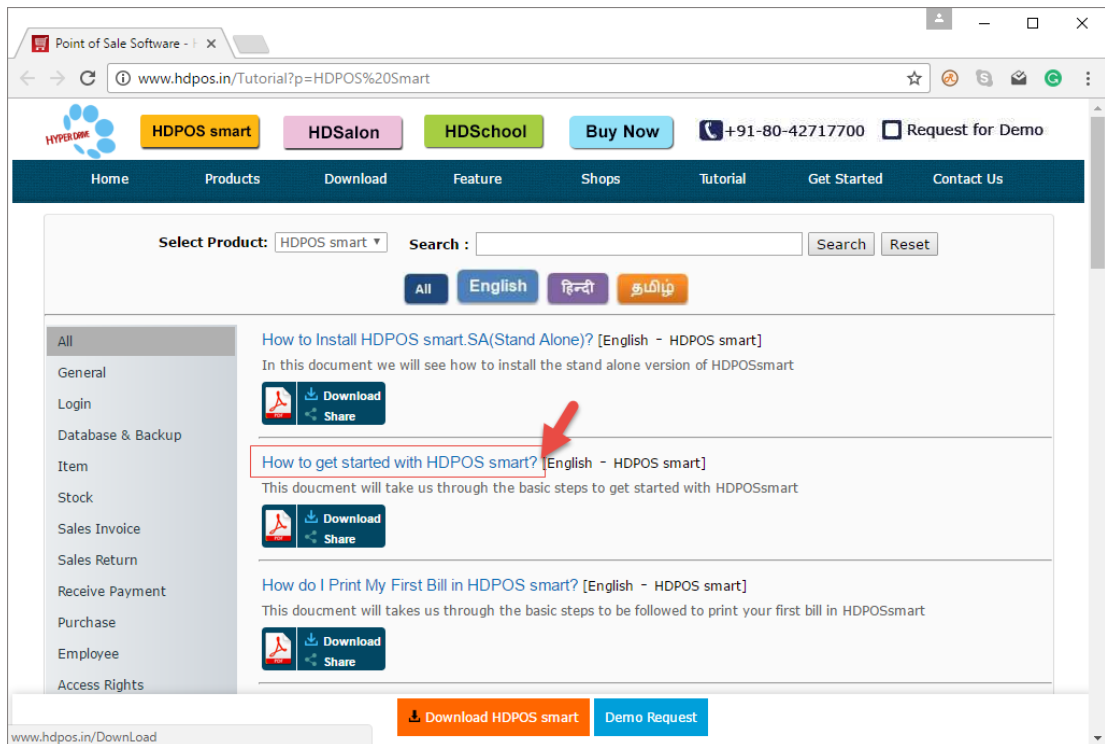 Point of Sale Software - H
www.hdpos.in/Tutorial?p=HDPOS%20Smart
HYPER DRIVE
HDPOS smart
HDSalon
HDSchool
Buy Now
+91-80-42717700
Request for Demo
Home Products Download Feature Shops Tutorial Get Started Contact Us
Select Product: HDPOS smart Search : Search Reset
All English हिन्दी தமிழ்
All
General
Login
Database & Backup
Item
Stock
Sales Invoice
Sales Return
Receive Payment
Purchase
Employee
Access Rights
How to Install HDPOS smart.SA(Stand Alone)? [English - HDPOS smart]
In this document we will see how to install the stand alone version of HDPOSsmart
PDF
Download
Share
How to get started with HDPOS smart? [English - HDPOS smart]
This doucment will take us through the basic steps to get started with HDPOSsmart
PDF
Download
Share
How do I Print My First Bill in HDPOS smart? [English - HDPOS smart]
This doucment will takes us through the basic steps to be followed to print your first bill in HDPOSsmart
PDF
Download
Share
Download HDPOS smart
Demo Request
www.hdpos.in/DownLoad